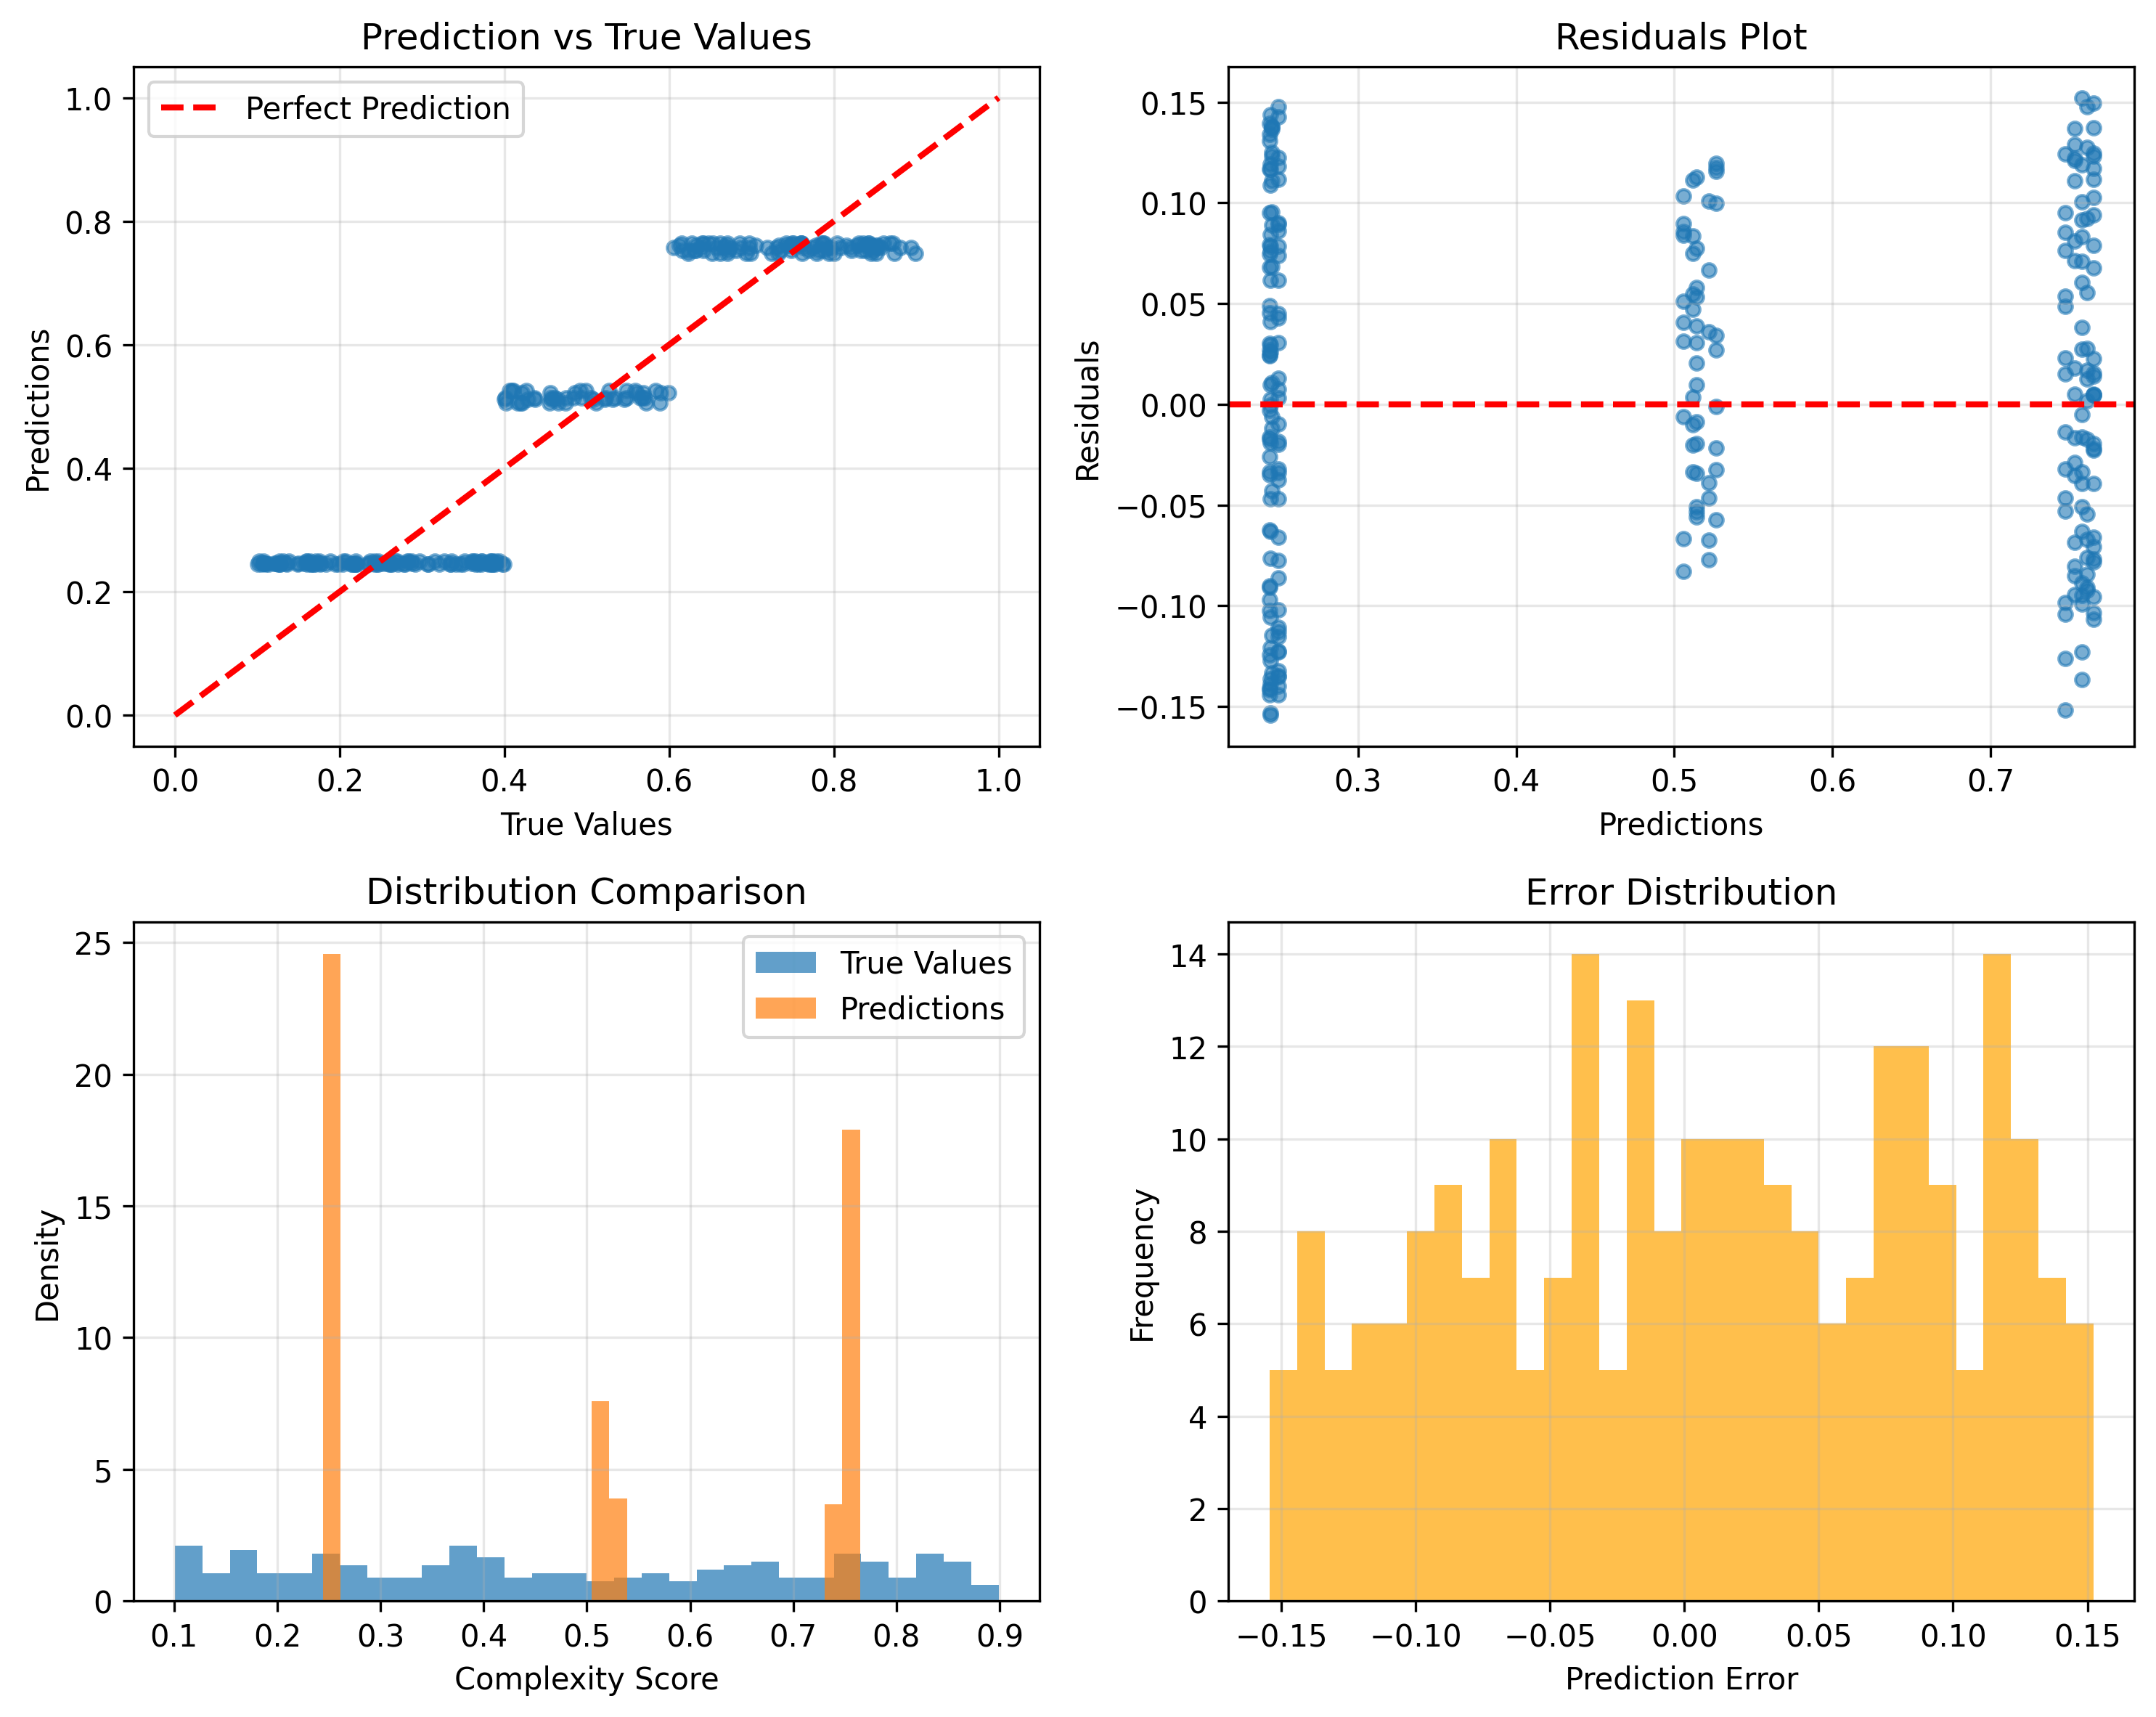 Prediction vs True Values
Perfect Prediction
1.0
0.8
0.6
0.4
0.2
0.0
Predictions
0.0 0.2 0.4 0.6 0.8 1.0
True Values
Residuals Plot
0.15
0.10
0.05
0.00
−0.05
−0.10
−0.15
Residuals
0.3 0.4 0.5 0.6 0.7
Predictions
Distribution Comparison
True Values
Predictions
25
20
15
10
5
0
Density
0.1 0.2 0.3 0.4 0.5 0.6 0.7 0.8 0.9
Complexity Score
Error Distribution
14
12
10
8
6
4
2
0
Frequency
−0.15 −0.10 −0.05 0.00 0.05 0.10 0.15
Prediction Error